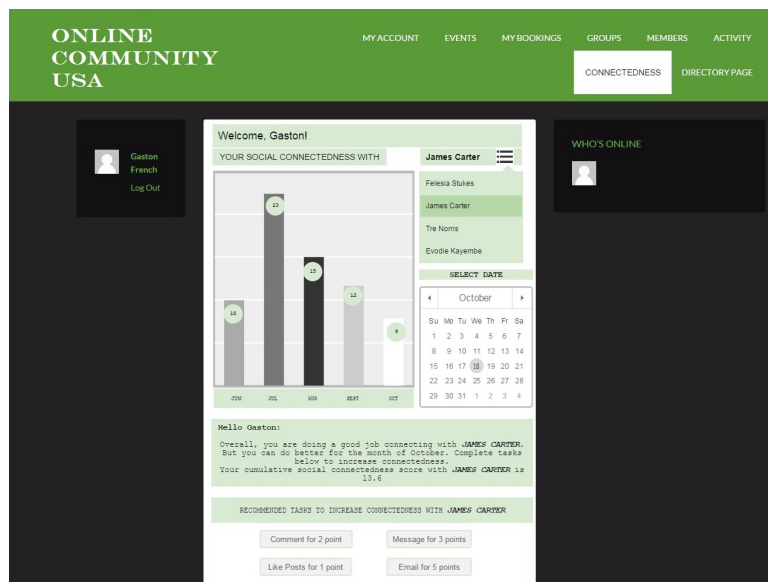 ONLINE
COMMUNITY
USA
MY ACCOUNT EVENTS MY BOOKINGS GROUPS MEMBERS ACTIVITY
CONNECTEDNESS DIRECTORY PAGE
Gaston
French
Log Out
Welcome, Gaston!
YOUR SOCIAL CONNECTEDNESS WITH James Carter
Felesia Stukes
James Carter
Tre Norris
Evodie Kayembe
23
15
12
10
JUN JUL AUG SEPT OCT
SELECT DATE
October
Su Mo Tu We Th Fr Sa
1 2 3 4 5 6 7
8 9 10 11 12 13 14
15 16 17 18 19 20 21
22 23 24 25 26 27 28
29 30 31 1 2 3 4
Hello Gaston:
Overall, you are doing a good job connecting with JAMES CARTER.
But you can do better for the month of October. Complete tasks
below to increase connectedness.
Your cumulative social connectedness score with JAMES CARTER is
13.6
RECOMMENDED TASKS TO INCREASE CONNECTEDNESS WITH JAMES CARTER
Comment for 2 point Message for 3 points
Like Posts for 1 point Email for 5 points
WHO'S ONLINE